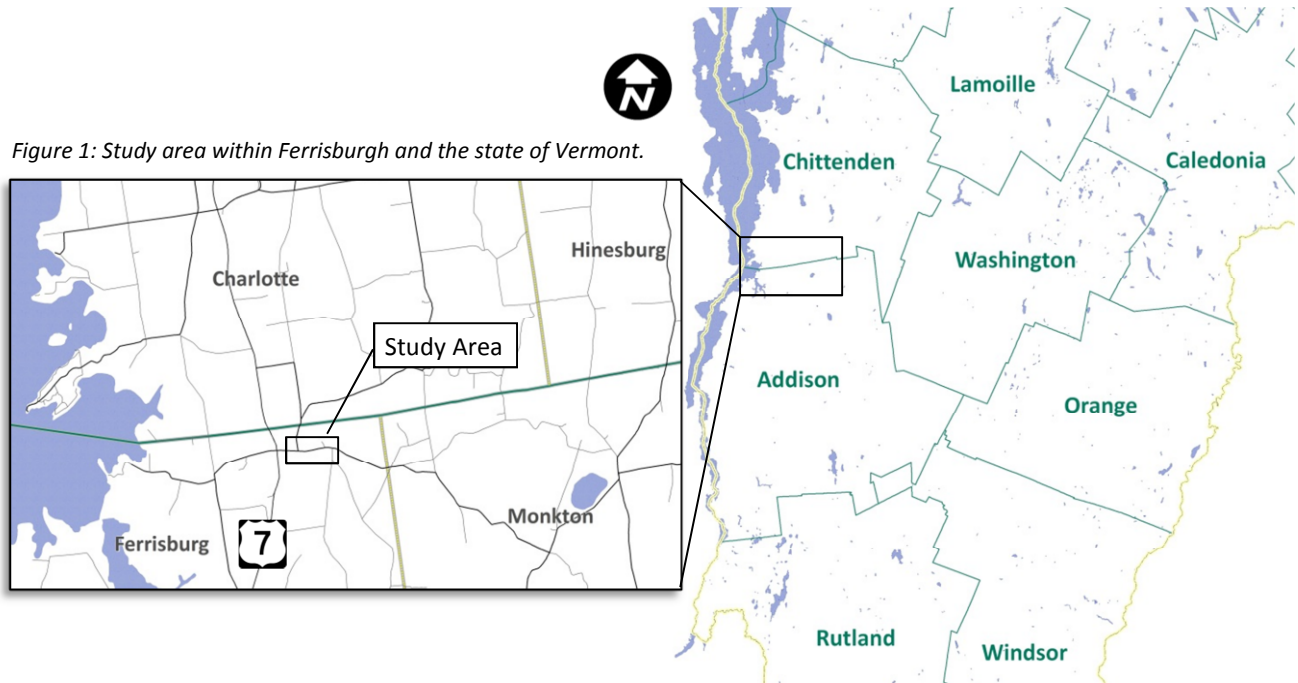 N
Lamoille
Figure 1: Study area within Ferrisburgh and the state of Vermont.
Chittenden
Caledonia
Hinesburg
Charlotte
Washington
Study Area
Addison
Orange
Monkton
Ferrisburg
7
Rutland
Windsor